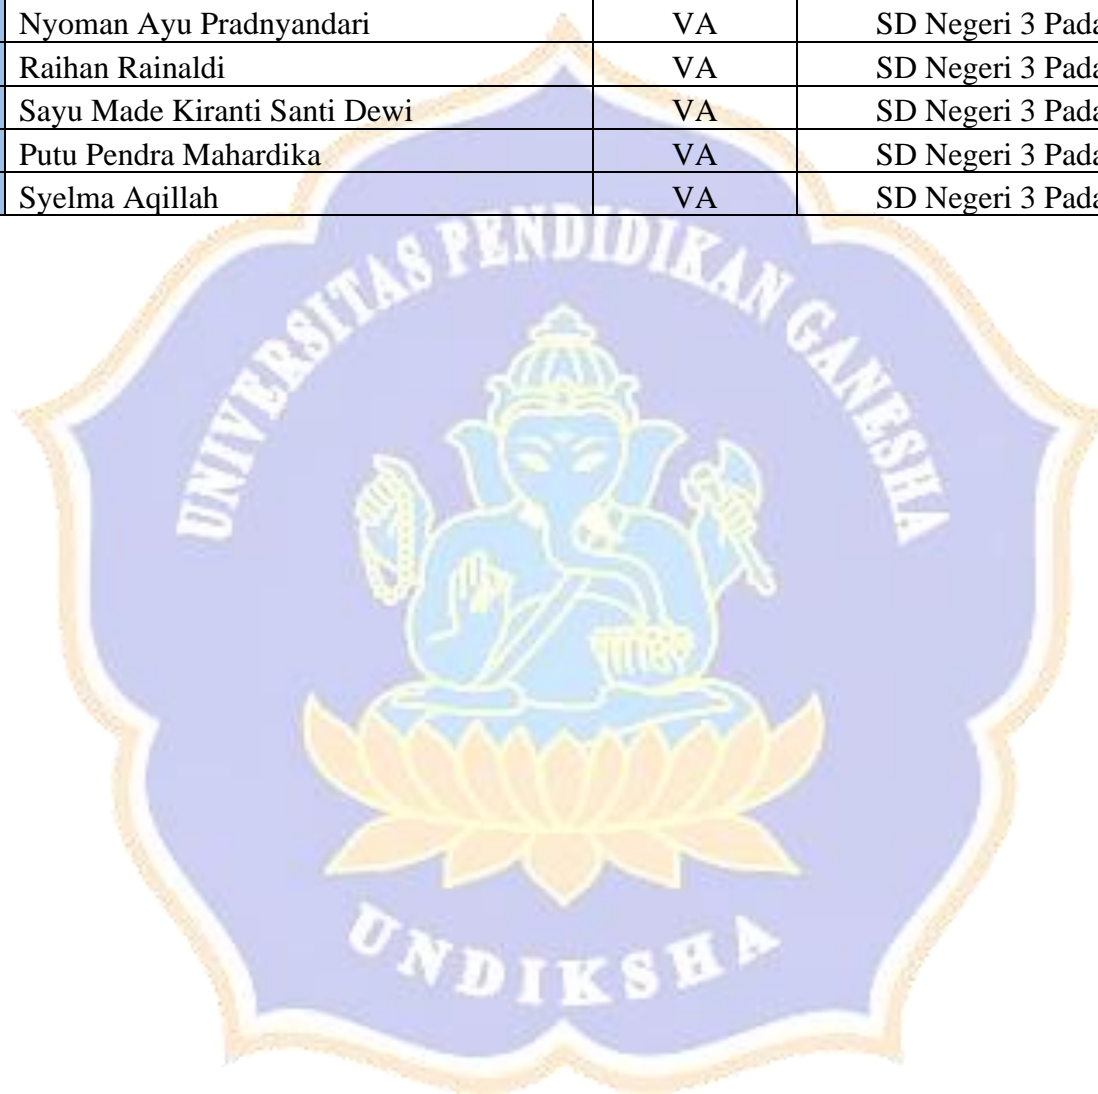 Nyoman Ayu Pradnyandari VA SD Negeri 3 Pada
Raihan Rainaldi VA SD Negeri 3 Pada
Sayu Made Kiranti Santi Dewi VA SD Negeri 3 Pada
Putu Pendra Mahardika VA SD Negeri 3 Pada
Syelma Aqillah VA SD Negeri 3 Pada
UNIVERSITAS PENDIDIKAN GANESHA
UNDIKSHA